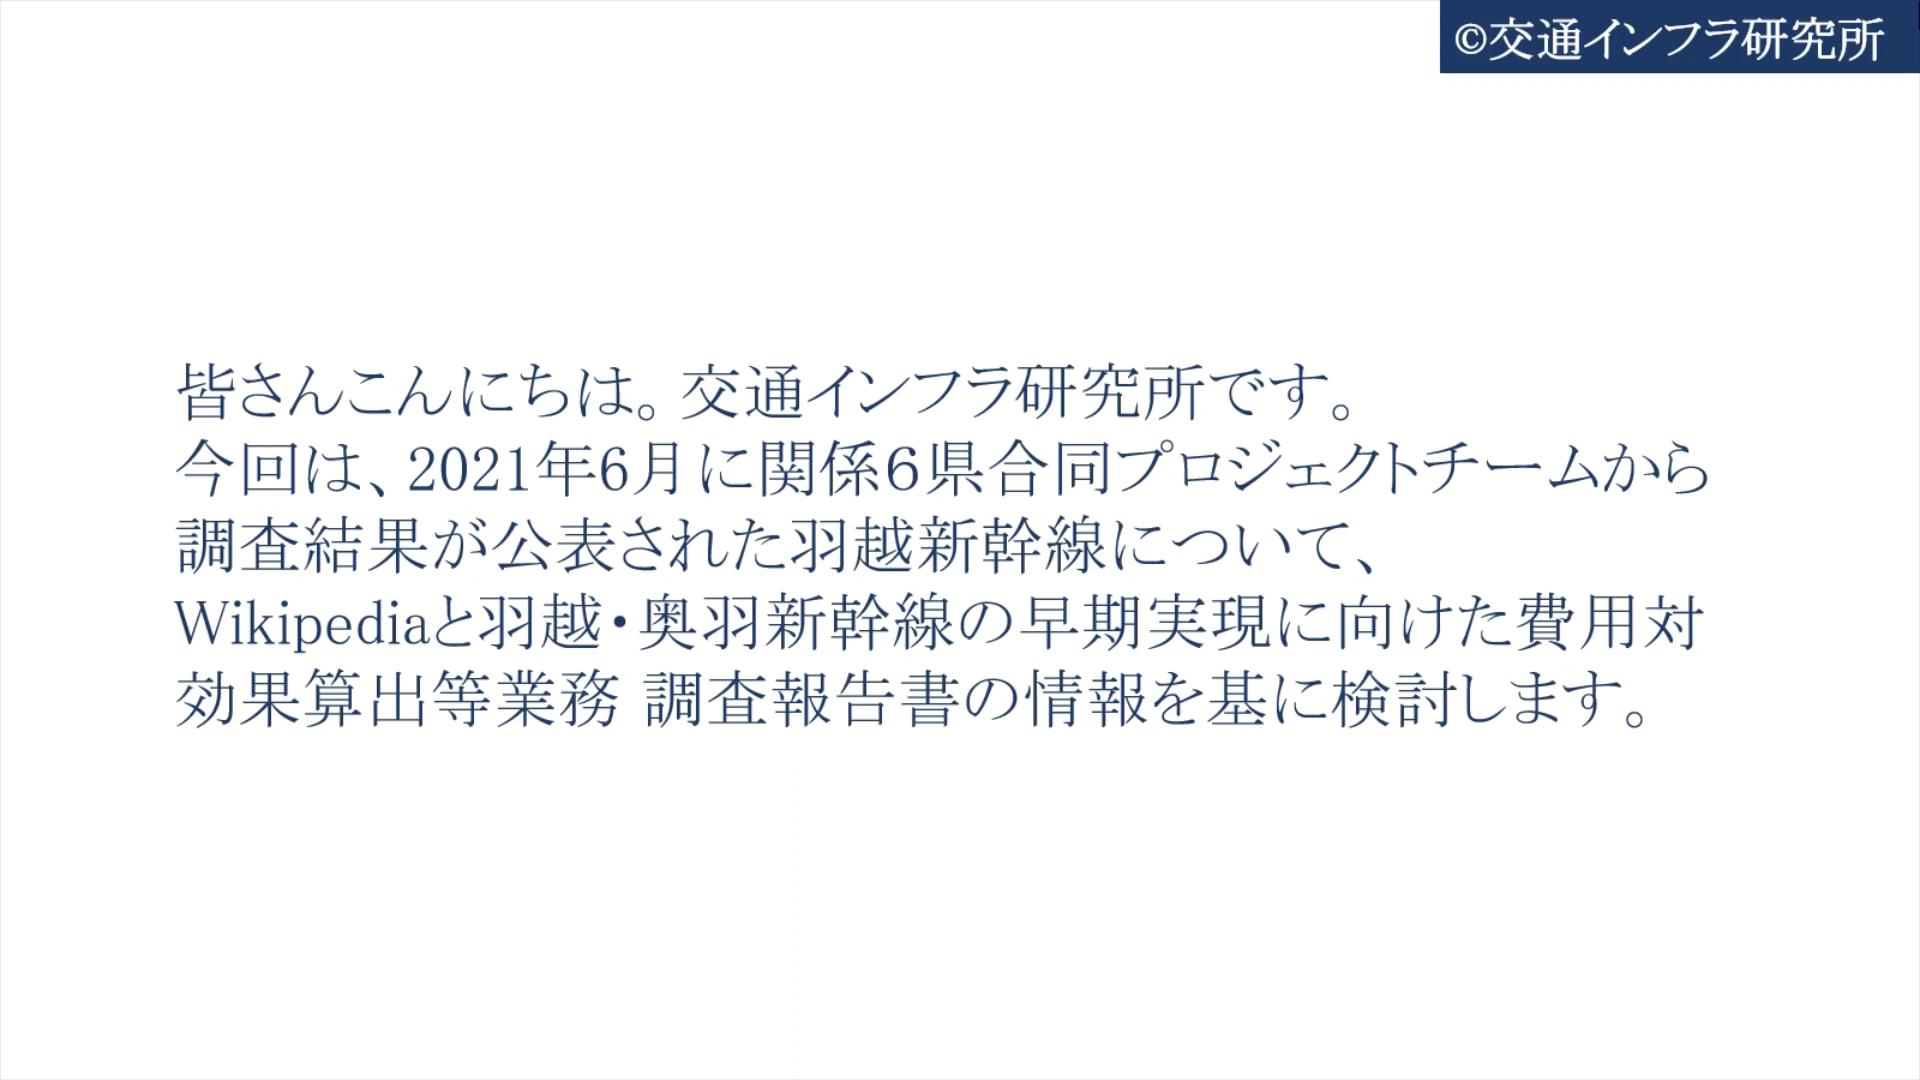 ©交通インフラ研究所
皆さんこんにちは。交通インフラ研究所です。
今回は、2021年6月に関係６県合同プロジェクトチームから
調査結果が公表された羽越新幹線について、
Wikipediaと羽越・奥羽新幹線の早期実現に向けた費用対
効果算出等業務 調査報告書の情報を基に検討します。